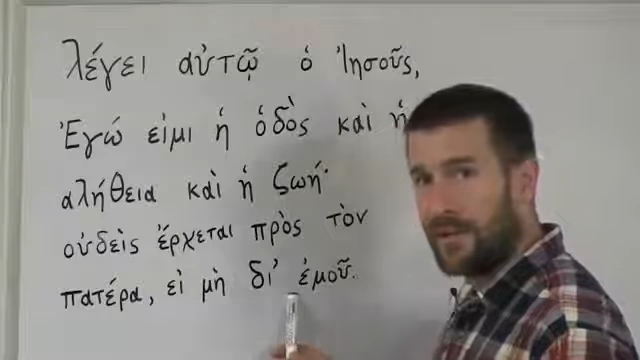 λέγει αὐτῷ ὁ Ἰησοῦς,
Ἐγώ εἰμι ἡ ὁδὸς καὶ ἡ
αλήθεια καὶ ἡ ζωή·
οὐδεὶς ἔρχεται πρὸς τὸν
πατέρα, εἰ μὴ δι' ἐμοῦ.